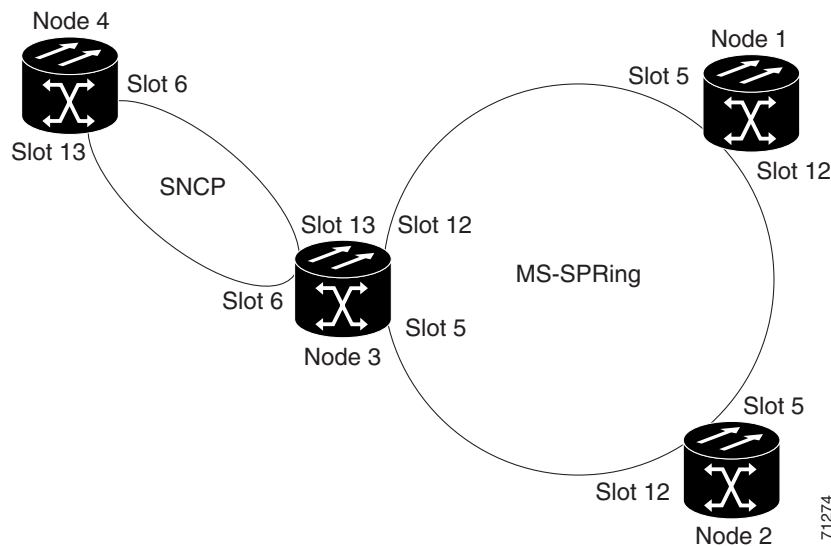 Node 4
Slot 6
Slot 13
SNCP
Slot 13
Slot 12
Slot 6
Slot 5
Node 3
MS-SPRing
Node 1
Slot 5
Slot 12
Slot 5
Slot 12
Node 2
71274